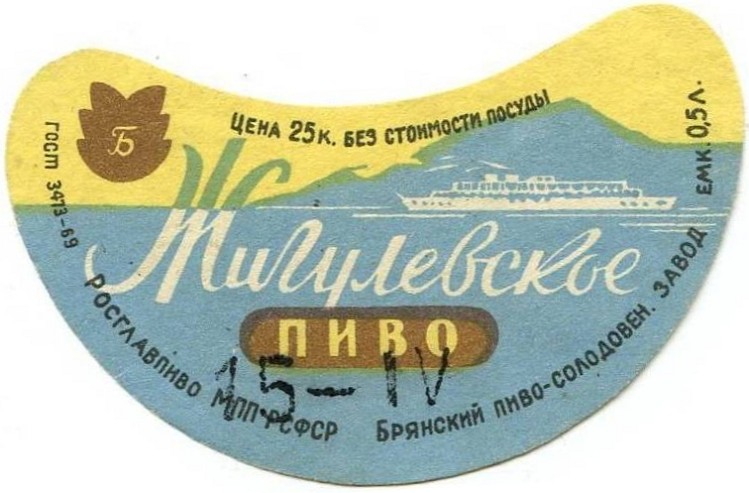 Б
ЦЕНА 25 К. БЕЗ СТОИМОСТИ ПОСУДЫ
ГОСТ 3473-69
ЕМК. 0,5 Л.
Жигулевское
ПИВО
15-IV
РОСГЛАВПИВО МПП РСФСР БРЯНСКИЙ ПИВО-СОЛОДОВЕН. ЗАВОД